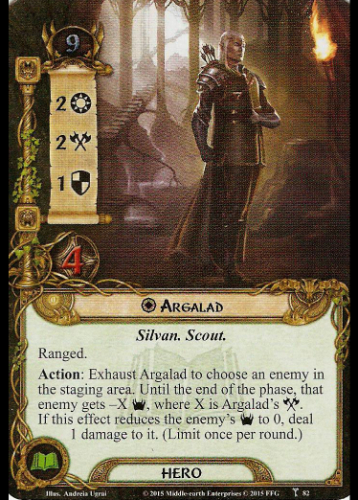 9
2
2
1
4
ARGALAD
Silvan. Scout.
Ranged.
Action: Exhaust Argalad to choose an enemy in
the staging area. Until the end of the phase, that
enemy gets –X , where X is Argalad's .
If this effect reduces the enemy's to 0, deal
1 damage to it. (Limit once per round.)
Illus. Andreia Ugrai
HERO
© 2015 Middle-earth Enterprises © 2015 FFG
82